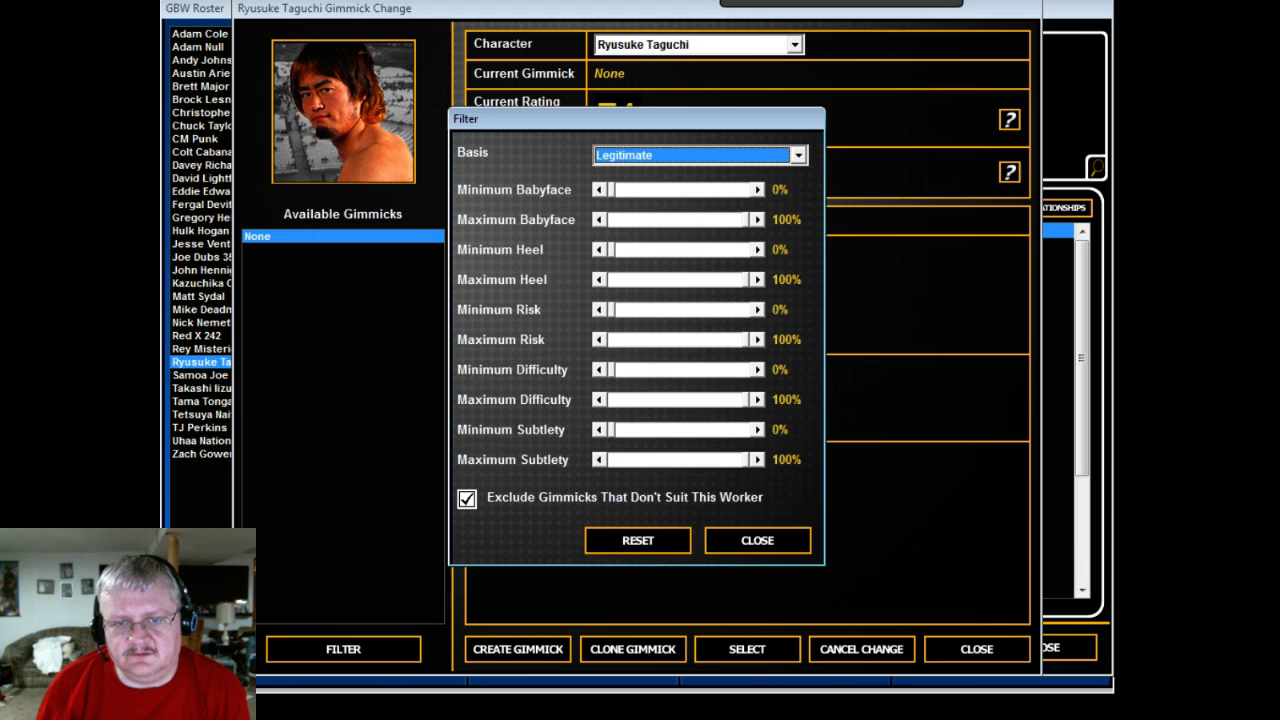 GBW Roster
Ryusuke Taguchi Gimmick Change
Adam Cole
Adam Null
Andy Johns
Austin Arie
Brett Major
Brock Lesn
Christophe
Chuck Taylo
CM Punk
Colt Cabana
Davey Richa
David Lightf
Eddie Edwa
Fergal Devit
Gregory He
Hulk Hogan
Jesse Vent
Joe Dubs 35
John Hennig
Kazuchika O
Matt Sydal
Mike Deadn
Nick Nemet
Red X 242
Rey Misteri
Ryusuke Ta
Samoa Joe
Takashi Iizu
Tama Tonga
Tetsuya Nai
TJ Perkins
Uhaa Nation
Zach Gowe
Available Gimmicks
None
FILTER
Character Ryusuke Taguchi
Current Gimmick None
Current Rating
?
?
Filter
Basis Legitimate
Minimum Babyface 0%
Maximum Babyface 100%
Minimum Heel 0%
Maximum Heel 100%
Minimum Risk 0%
Maximum Risk 100%
Minimum Difficulty 0%
Maximum Difficulty 100%
Minimum Subtlety 0%
Maximum Subtlety 100%
Exclude Gimmicks That Don't Suit This Worker
RESET CLOSE
ATIONSHIPS
CREATE GIMMICK CLONE GIMMICK SELECT CANCEL CHANGE CLOSE
OSE